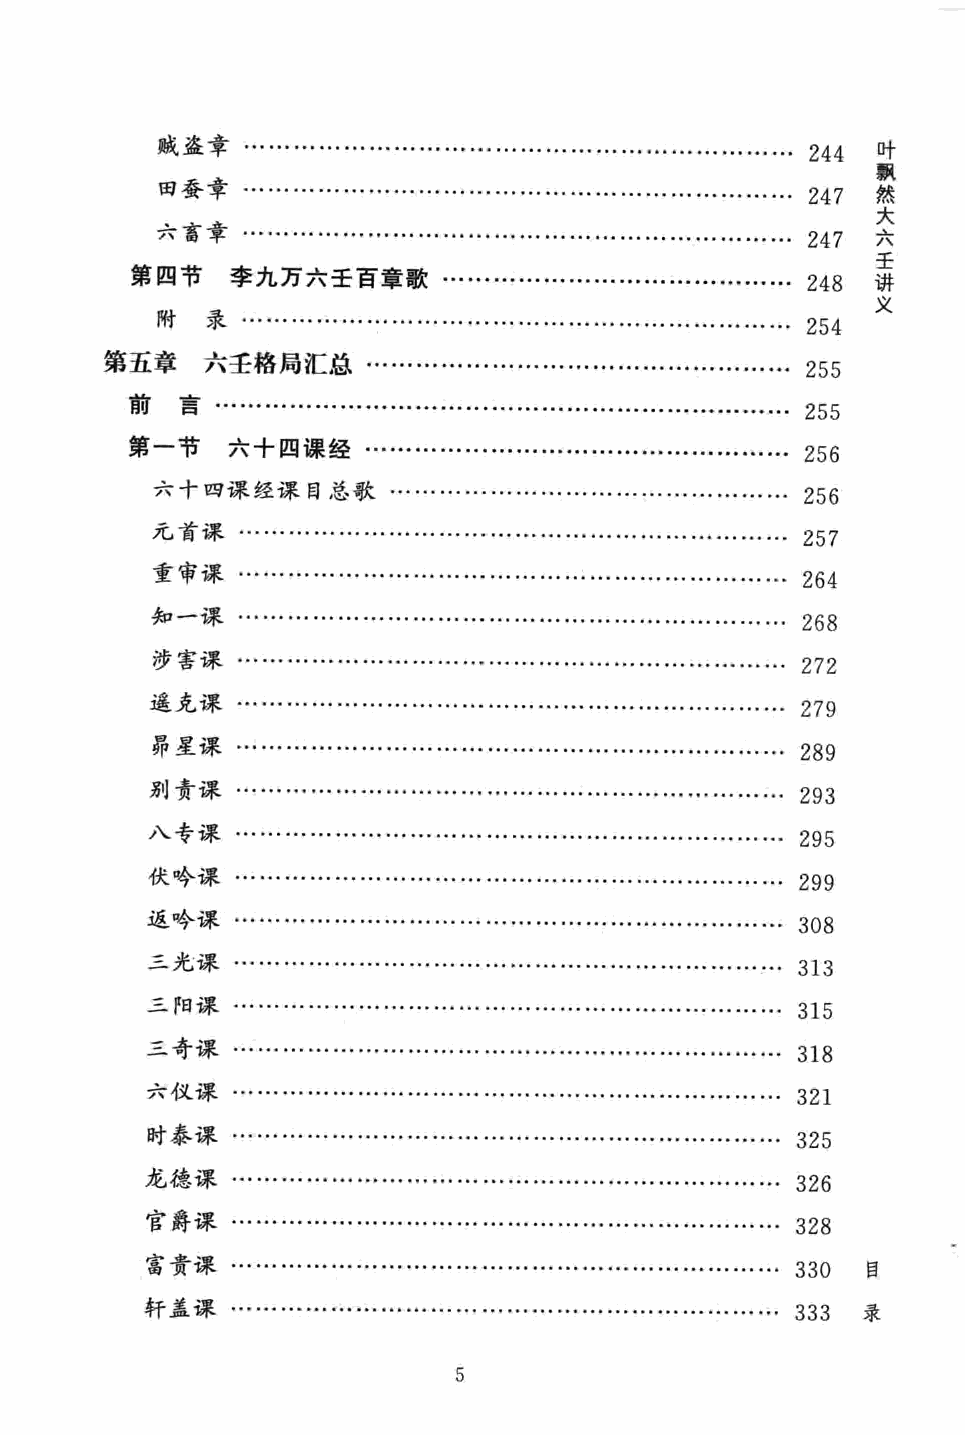 贼盗章 …………………………………………………… 244
田蚕章 …………………………………………………… 247
六畜章 …………………………………………………… 247
第四节　李九万六壬百章歌 …………………………………… 248
附　录 …………………………………………………… 254
第五章　六壬格局汇总 ………………………………………… 255
前　言 ……………………………………………………… 255
第一节　六十四课经 ………………………………………… 256
六十四课经课目总歌 ……………………………………… 256
元首课 …………………………………………………… 257
重审课 …………………………………………………… 264
知一课 …………………………………………………… 268
涉害课 …………………………………………………… 272
遥克课 …………………………………………………… 279
昴星课 …………………………………………………… 289
别责课 …………………………………………………… 293
八专课 …………………………………………………… 295
伏吟课 …………………………………………………… 299
返吟课 …………………………………………………… 308
三光课 …………………………………………………… 313
三阳课 …………………………………………………… 315
三奇课 …………………………………………………… 318
六仪课 …………………………………………………… 321
时泰课 …………………………………………………… 325
龙德课 …………………………………………………… 326
官爵课 …………………………………………………… 328
富贵课 …………………………………………………… 330
轩盖课 …………………………………………………… 333
叶飘然大六壬讲义
目录
5